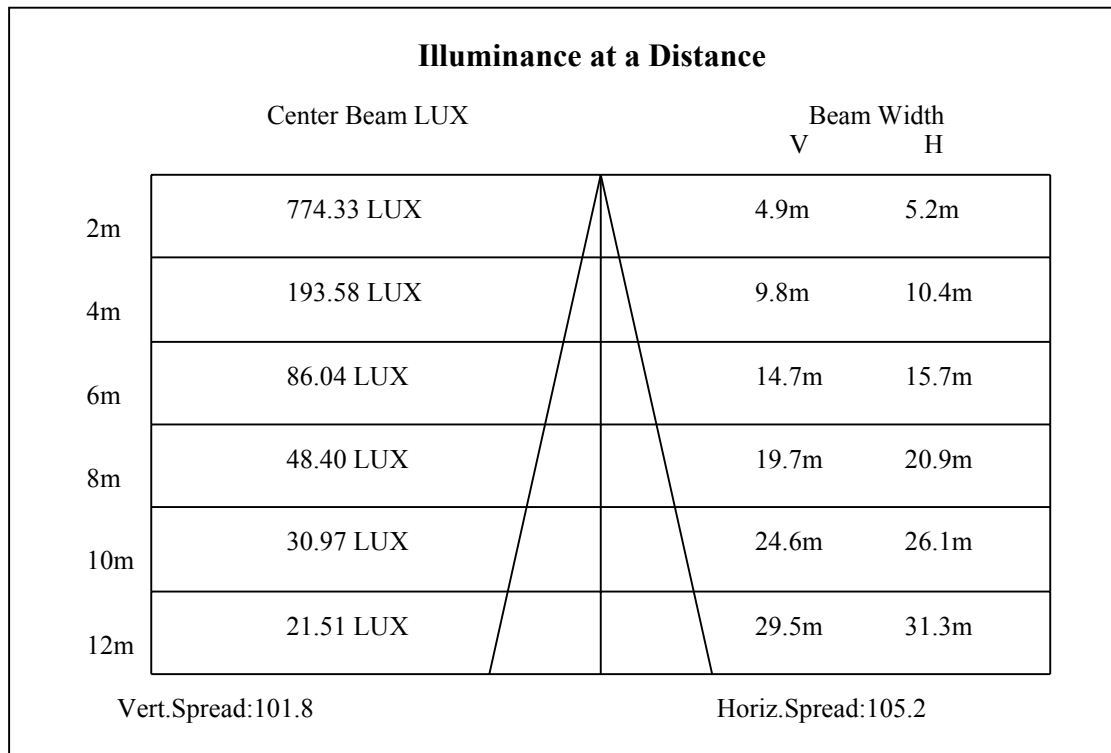 Illuminance at a Distance
Center Beam LUX Beam Width
V H
774.33 LUX 4.9m 5.2m
2m
193.58 LUX 9.8m 10.4m
4m
86.04 LUX 14.7m 15.7m
6m
48.40 LUX 19.7m 20.9m
8m
30.97 LUX 24.6m 26.1m
10m
21.51 LUX 29.5m 31.3m
12m
Vert.Spread:101.8 Horiz.Spread:105.2